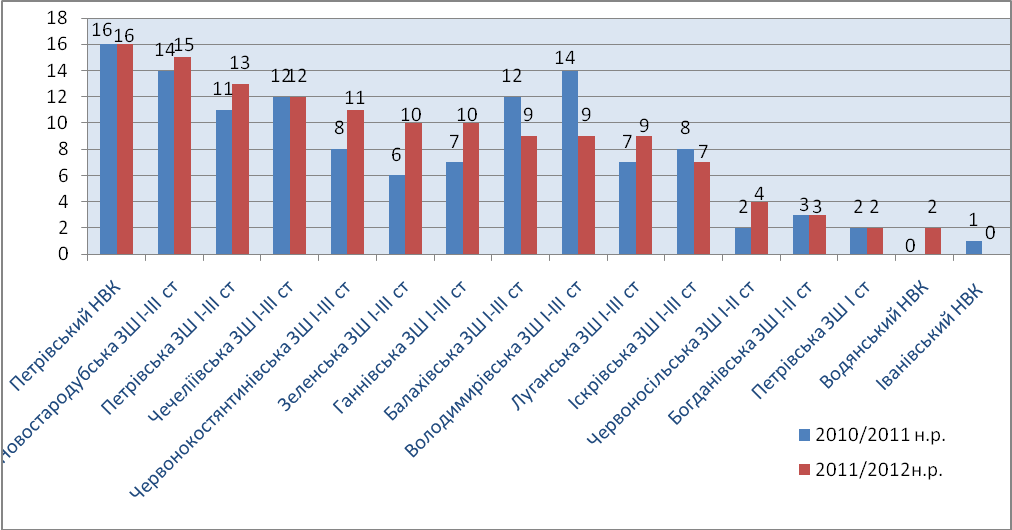 18
16
14
12
10
8
6
4
2
0
16 16
14 15
11 13
12 12
8 11
6 10
7 10
12 9
14 9
7 9
8 7
2 4
3 3
2 2
0 2
1 0
Петрівський НВК
Новостародубська ЗШ І-ІІІ ст
Петрівська ЗШ І-ІІІ ст
Чечеліївська ЗШ І-ІІІ ст
Червонокостянтинівська ЗШ І-ІІІ ст
Зеленська ЗШ І-ІІІ ст
Ганнівська ЗШ І-ІІІ ст
Балахівська ЗШ І-ІІІ ст
Володимирівська ЗШ І-ІІІ ст
Луганська ЗШ І-ІІІ ст
Іскрівська ЗШ І-ІІІ ст
Червоносільська ЗШ І-ІІ ст
Богданівська ЗШ І-ІІ ст
Петрівська ЗШ І ст
Водянський НВК
Іванівський НВК
2010/2011 н.р.
2011/2012н.р.